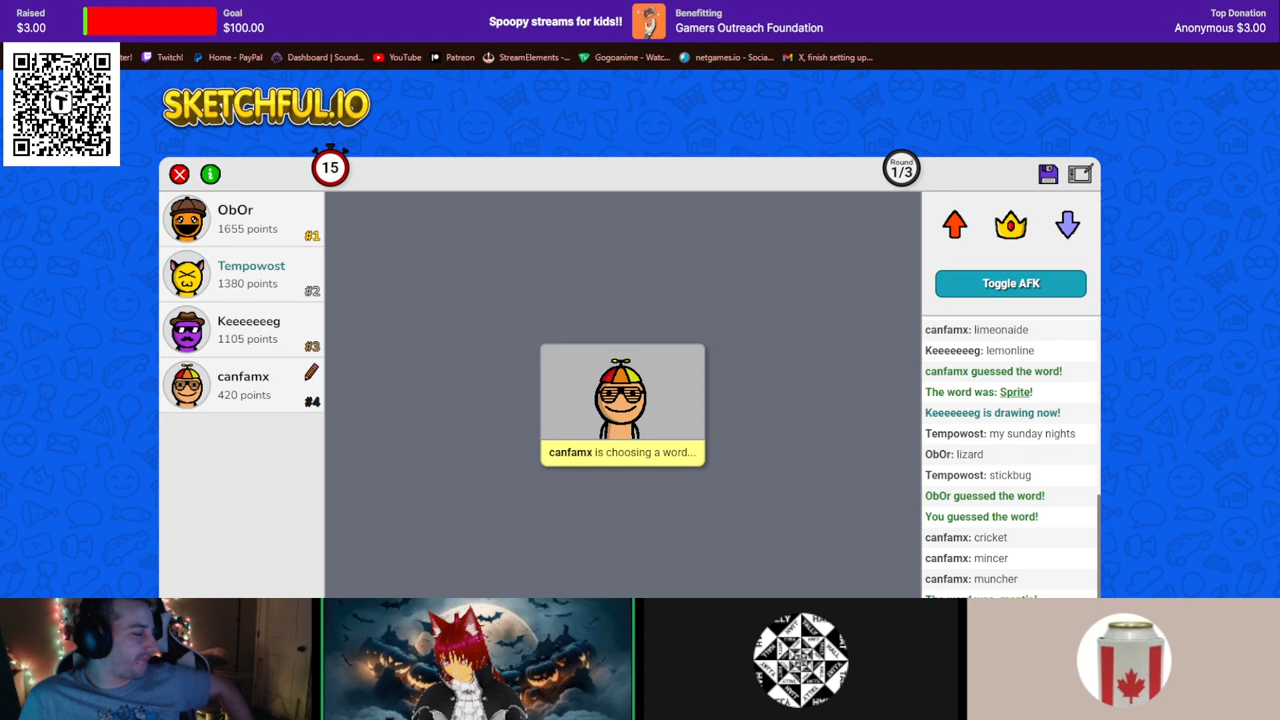 Raised
$3.00
Goal
$100.00
Spoopy streams for kids!!
Benefitting
Gamers Outreach Foundation
Top Donation
Anonymous $3.00
ter!
Twitch!
Home - PayPal
Dashboard | Sound...
YouTube
Patreon
StreamElements -...
Gogoanime - Watc...
netgames.io - Socia...
X, finish setting up...
SKETCHFUL.IO
15
Round
1/3
ObOr
1655 points
#1
Tempowost
1380 points
#2
Keeeeeeeg
1105 points
#3
canfamx
420 points
#4
canfamx is choosing a word...
Toggle AFK
canfamx: limeonaide
Keeeeeeeg: lemonline
canfamx guessed the word!
The word was: Sprite!
Keeeeeeeg is drawing now!
Tempowost: my sunday nights
ObOr: lizard
Tempowost: stickbug
ObOr guessed the word!
You guessed the word!
canfamx: cricket
canfamx: mincer
canfamx: muncher